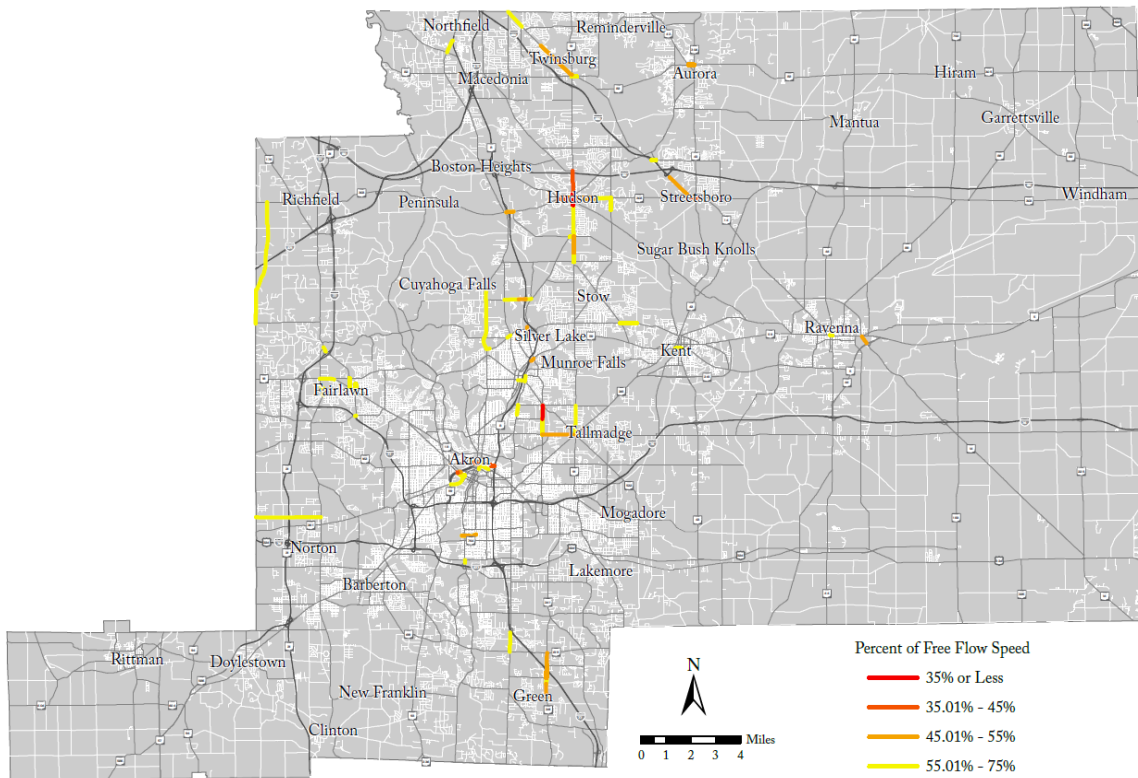 Northfield
Reminderville
Twinsburg
Macedonia
Aurora
Hiram
Mantua
Garrettsville
Boston Heights
Richfield
Peninsula
Hudson
Streetsboro
Windham
Sugar Bush Knolls
Cuyahoga Falls
Stow
Silver Lake
Ravenna
Kent
Munroe Falls
Fairlawn
Tallmadge
Akron
Mogadore
Norton
Lakemore
Barberton
Rittman
Doylestown
New Franklin
Green
Clinton
N
Miles
0 1 2 3 4
Percent of Free Flow Speed
35% or Less
35.01% - 45%
45.01% - 55%
55.01% - 75%